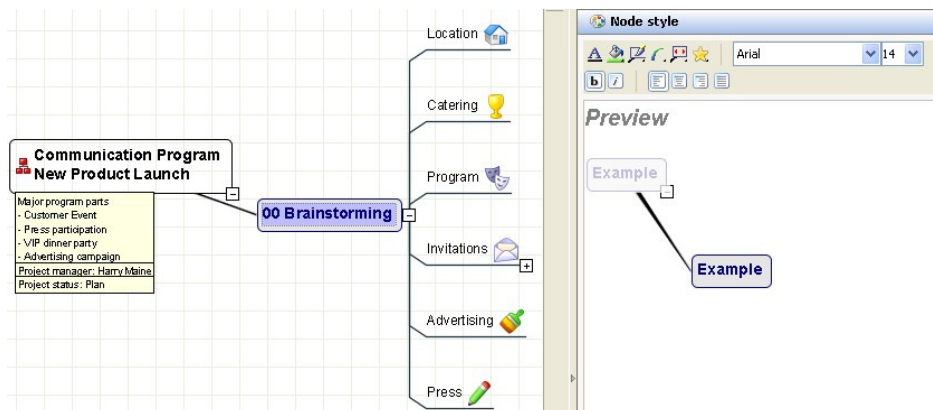 Location
Catering
Communication Program
New Product Launch
Program
Major program parts
- Customer Event
- Press participation
- VIP dinner party
- Advertising campaign
Project manager: Harry Maine
Project status: Plan
00 Brainstorming
Invitations
Advertising
Press
Node style
A
Arial
14
b i
Preview
Example
Example